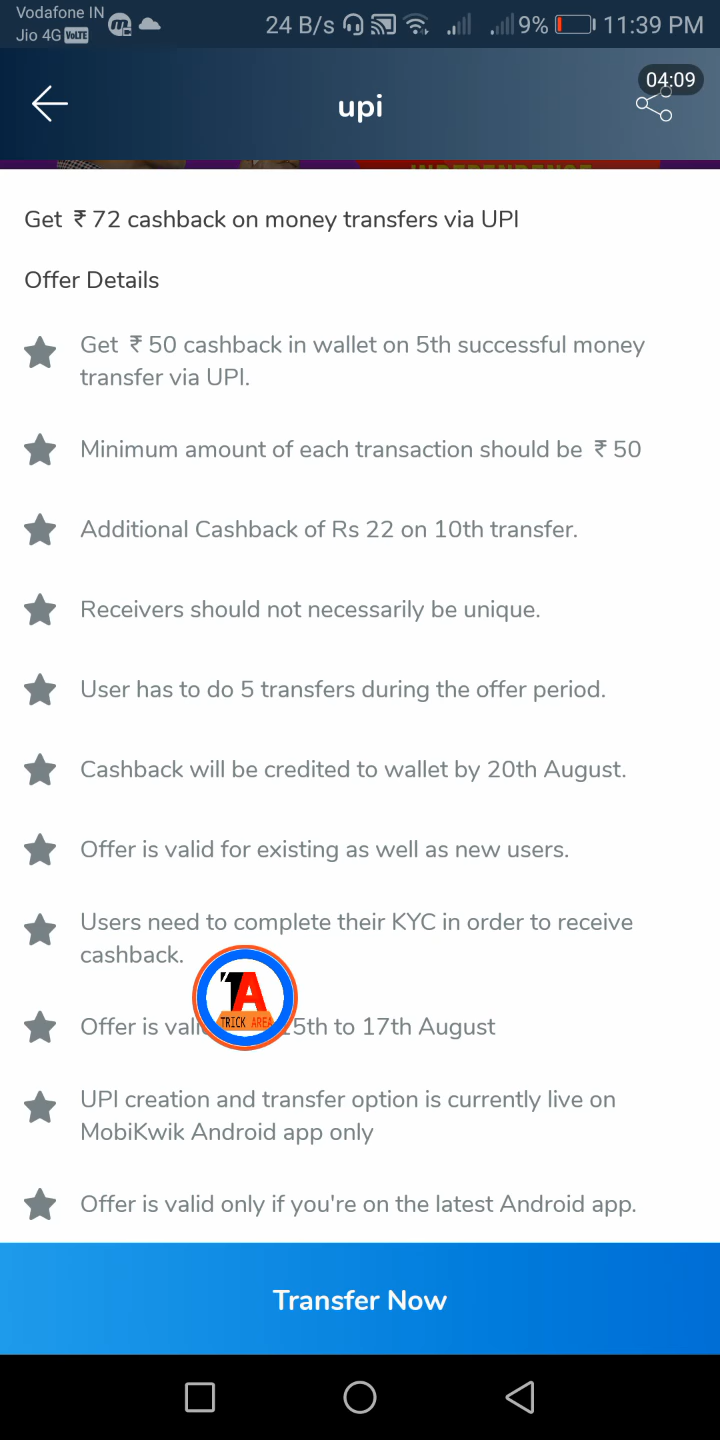 Vodafone IN
Jio 4G VoLTE
24 B/s 9% 11:39 PM
04:09
upi
Get ₹ 72 cashback on money transfers via UPI
Offer Details
Get ₹ 50 cashback in wallet on 5th successful money
transfer via UPI.
Minimum amount of each transaction should be ₹ 50
Additional Cashback of Rs 22 on 10th transfer.
Receivers should not necessarily be unique.
User has to do 5 transfers during the offer period.
Cashback will be credited to wallet by 20th August.
Offer is valid for existing as well as new users.
Users need to complete their KYC in order to receive
cashback.
TA
TRICK AREA
Offer is 15th to 17th August
UPI creation and transfer option is currently live on
MobiKwik Android app only
Offer is valid only if you're on the latest Android app.
Transfer Now